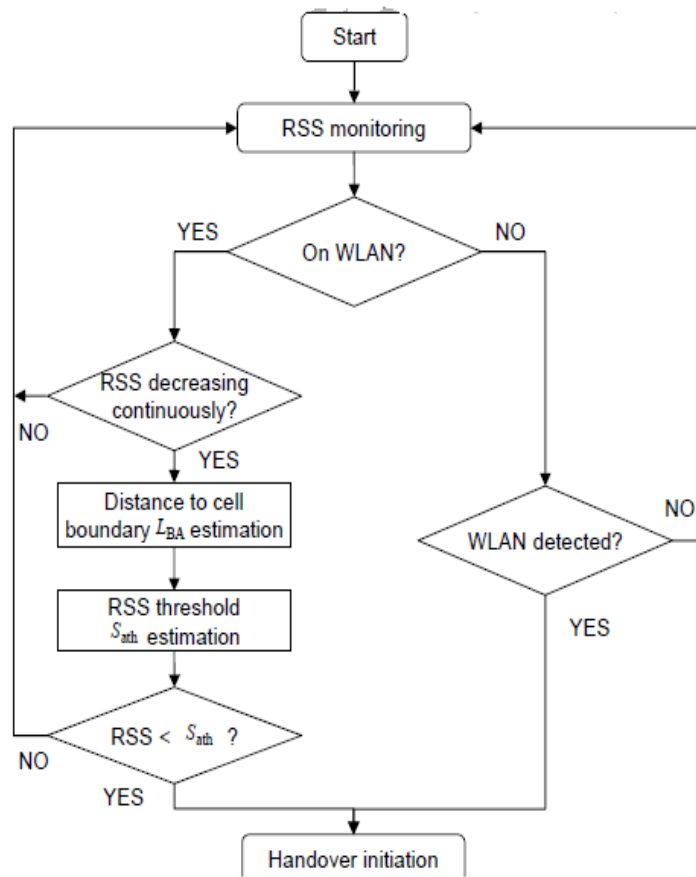 Start
RSS monitoring
YES
NO
On WLAN?
RSS decreasing
continuously?
NO
YES
Distance to cell
boundary L_BA estimation
NO
WLAN detected?
RSS threshold
S_ath estimation
YES
RSS < S_ath ?
NO
YES
Handover initiation